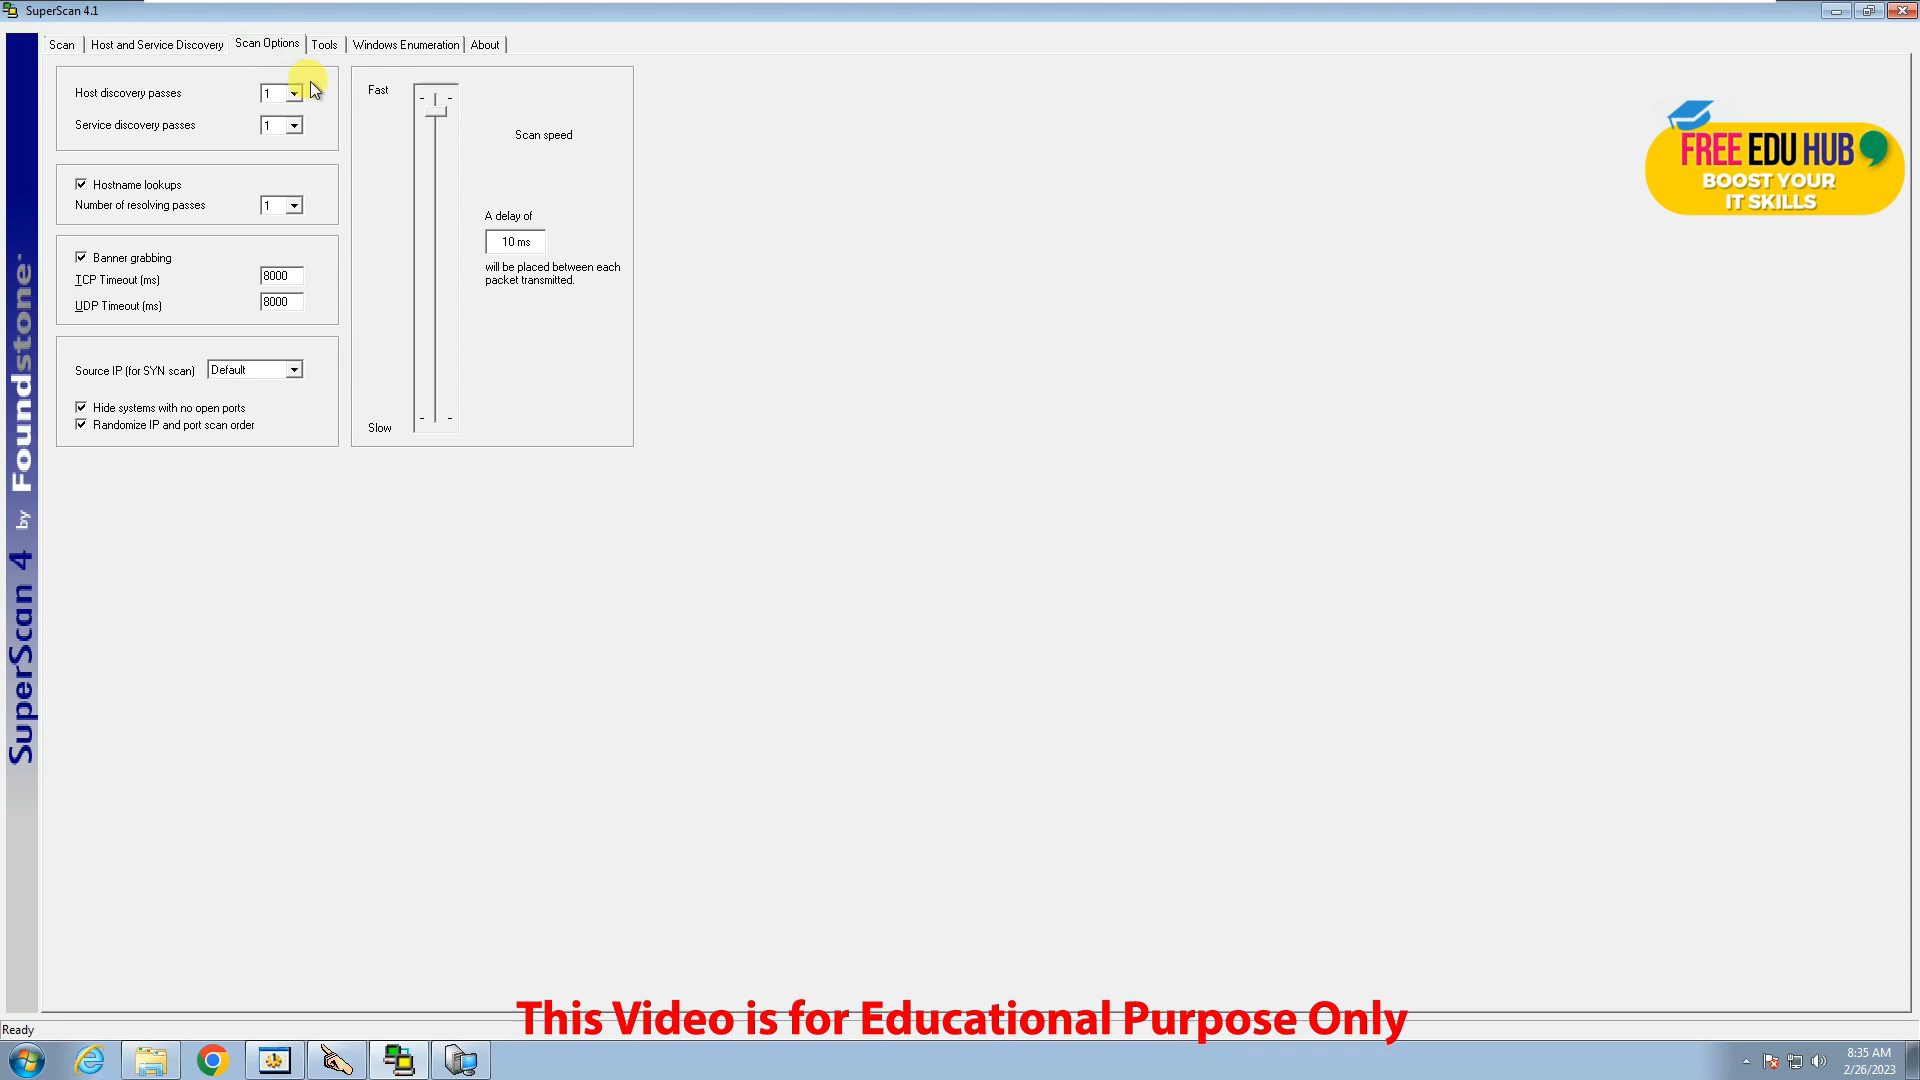 SuperScan 4.1
Scan
Host and Service Discovery
Scan Options
Tools
Windows Enumeration
About
Host discovery passes
1
Service discovery passes
1
Hostname lookups
Number of resolving passes
1
Banner grabbing
TCP Timeout (ms)
8000
UDP Timeout (ms)
8000
Source IP (for SYN scan)
Default
Hide systems with no open ports
Randomize IP and port scan order
Fast
Slow
Scan speed
A delay of
10 ms
will be placed between each
packet transmitted.
SuperScan 4 by Foundstone
FREE EDU HUB
BOOST YOUR
IT SKILLS
This Video is for Educational Purpose Only
Ready
8:35 AM
2/26/2023